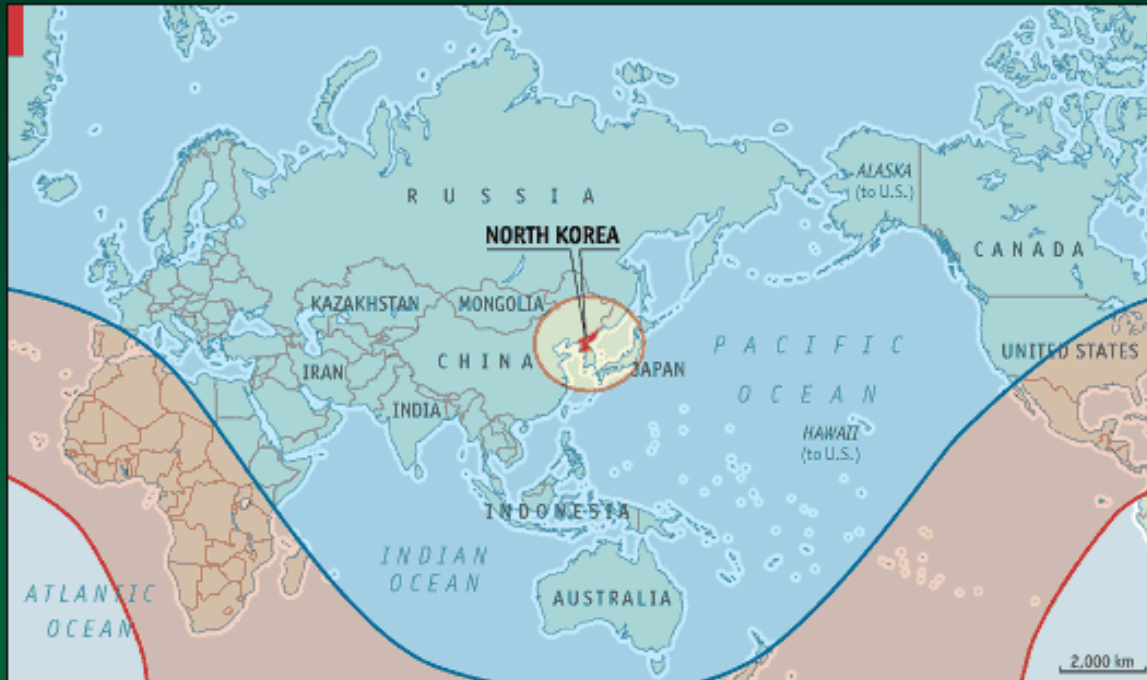 RUSSIA
ALASKA
(to U.S.)
NORTH KOREA
CANADA
KAZAKHSTAN
MONGOLIA
PACIFIC
OCEAN
UNITED STATES
CHINA
IRAN
JAPAN
INDIA
HAWAII
(to U.S.)
INDONESIA
INDIAN
OCEAN
ATLANTIC
OCEAN
AUSTRALIA
2,000 km